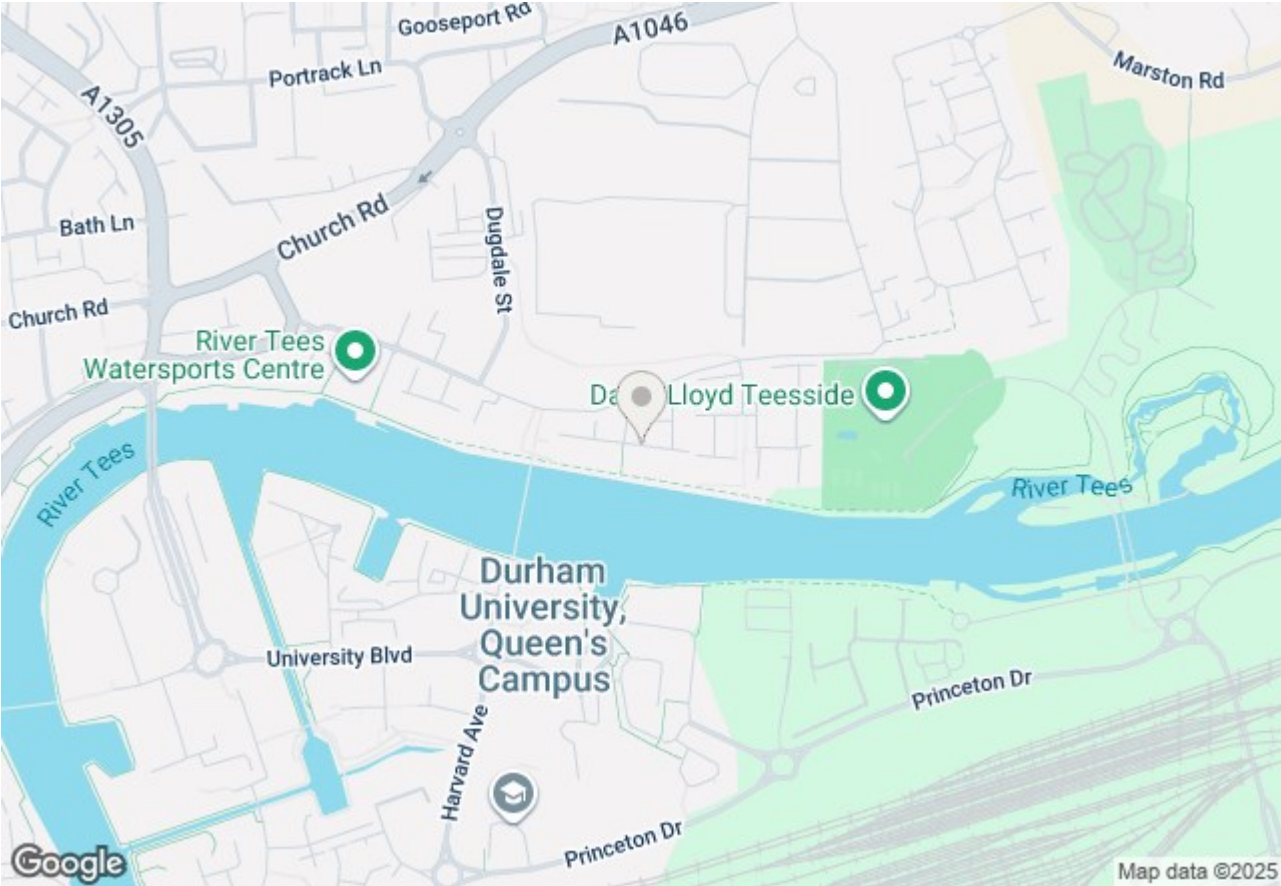 Gooseport Rd
A1046
Portrack Ln
Marston Rd
A1305
Bath Ln
Church Rd
Dugdale St
Church Rd
River Tees
Watersports Centre
Lloyd Teesside
River Tees
River Tees
Durham
University,
Queen's
Campus
University Blvd
Princeton Dr
Harvard Ave
Princeton Dr
Google
Map data ©2025